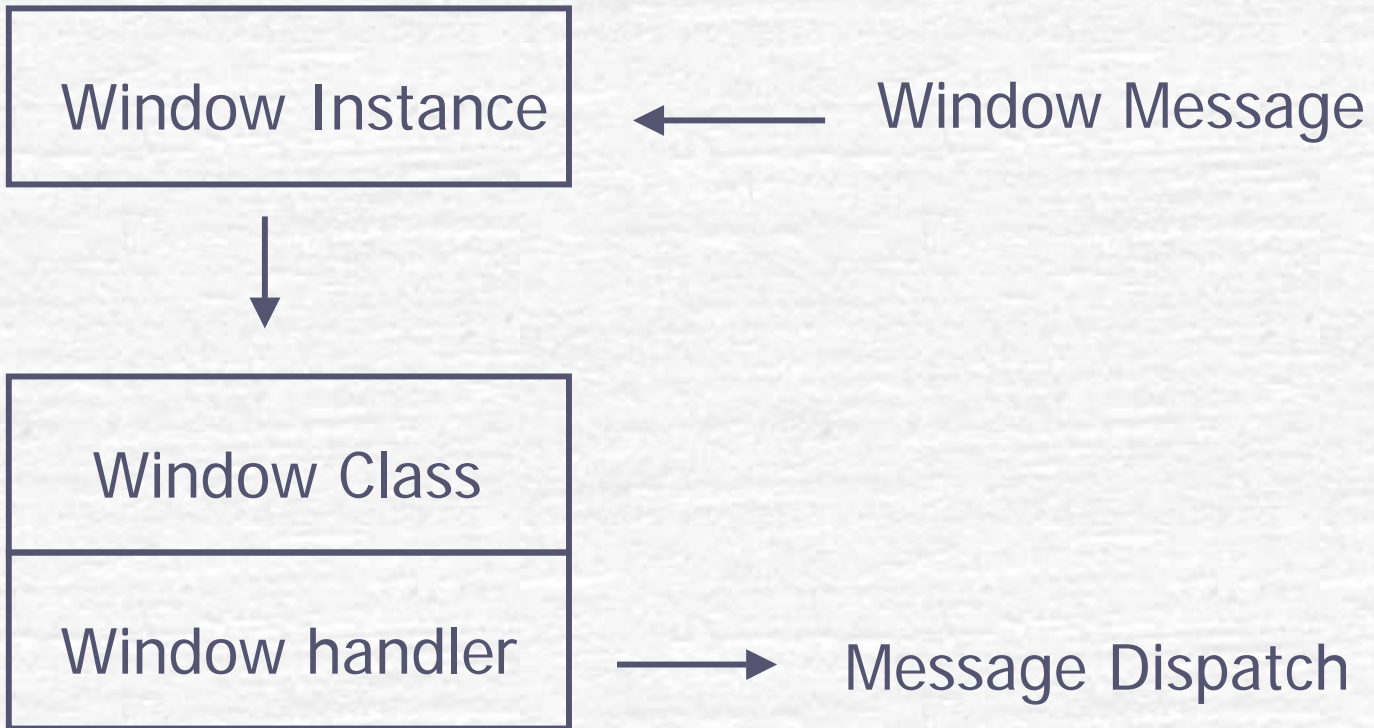 Window Instance
Window Message
Window Class
Window handler
Message Dispatch